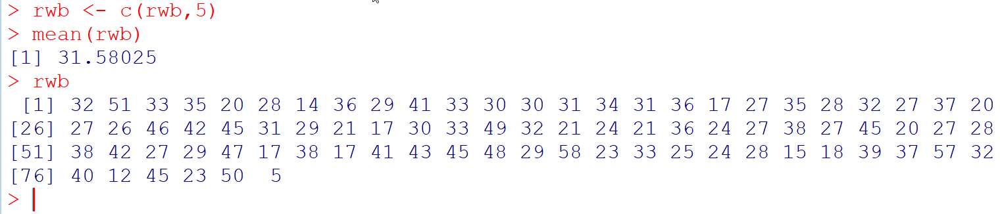 > rwb <- c(rwb,5)
> mean(rwb)
[1] 31.58025
> rwb
 [1] 32 51 33 35 20 28 14 36 29 41 33 30 30 31 34 31 36 17 27 35 28 32 27 37 20
[26] 27 26 46 42 45 31 29 21 17 30 33 49 32 21 24 21 36 24 27 38 27 45 20 27 28
[51] 38 42 27 29 47 17 38 17 41 43 45 48 29 58 23 33 25 24 28 15 18 39 37 57 32
[76] 40 12 45 23 50  5
>